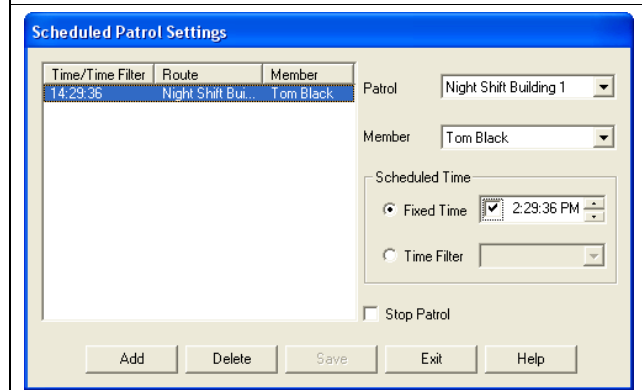 Scheduled Patrol Settings
Time/Time Filter Route Member
14:29:36 Night Shift Bui... Tom Black
Patrol Night Shift Building 1
Member Tom Black
Scheduled Time
Fixed Time 2:29:36 PM
Time Filter
Stop Patrol
Add Delete Save Exit Help